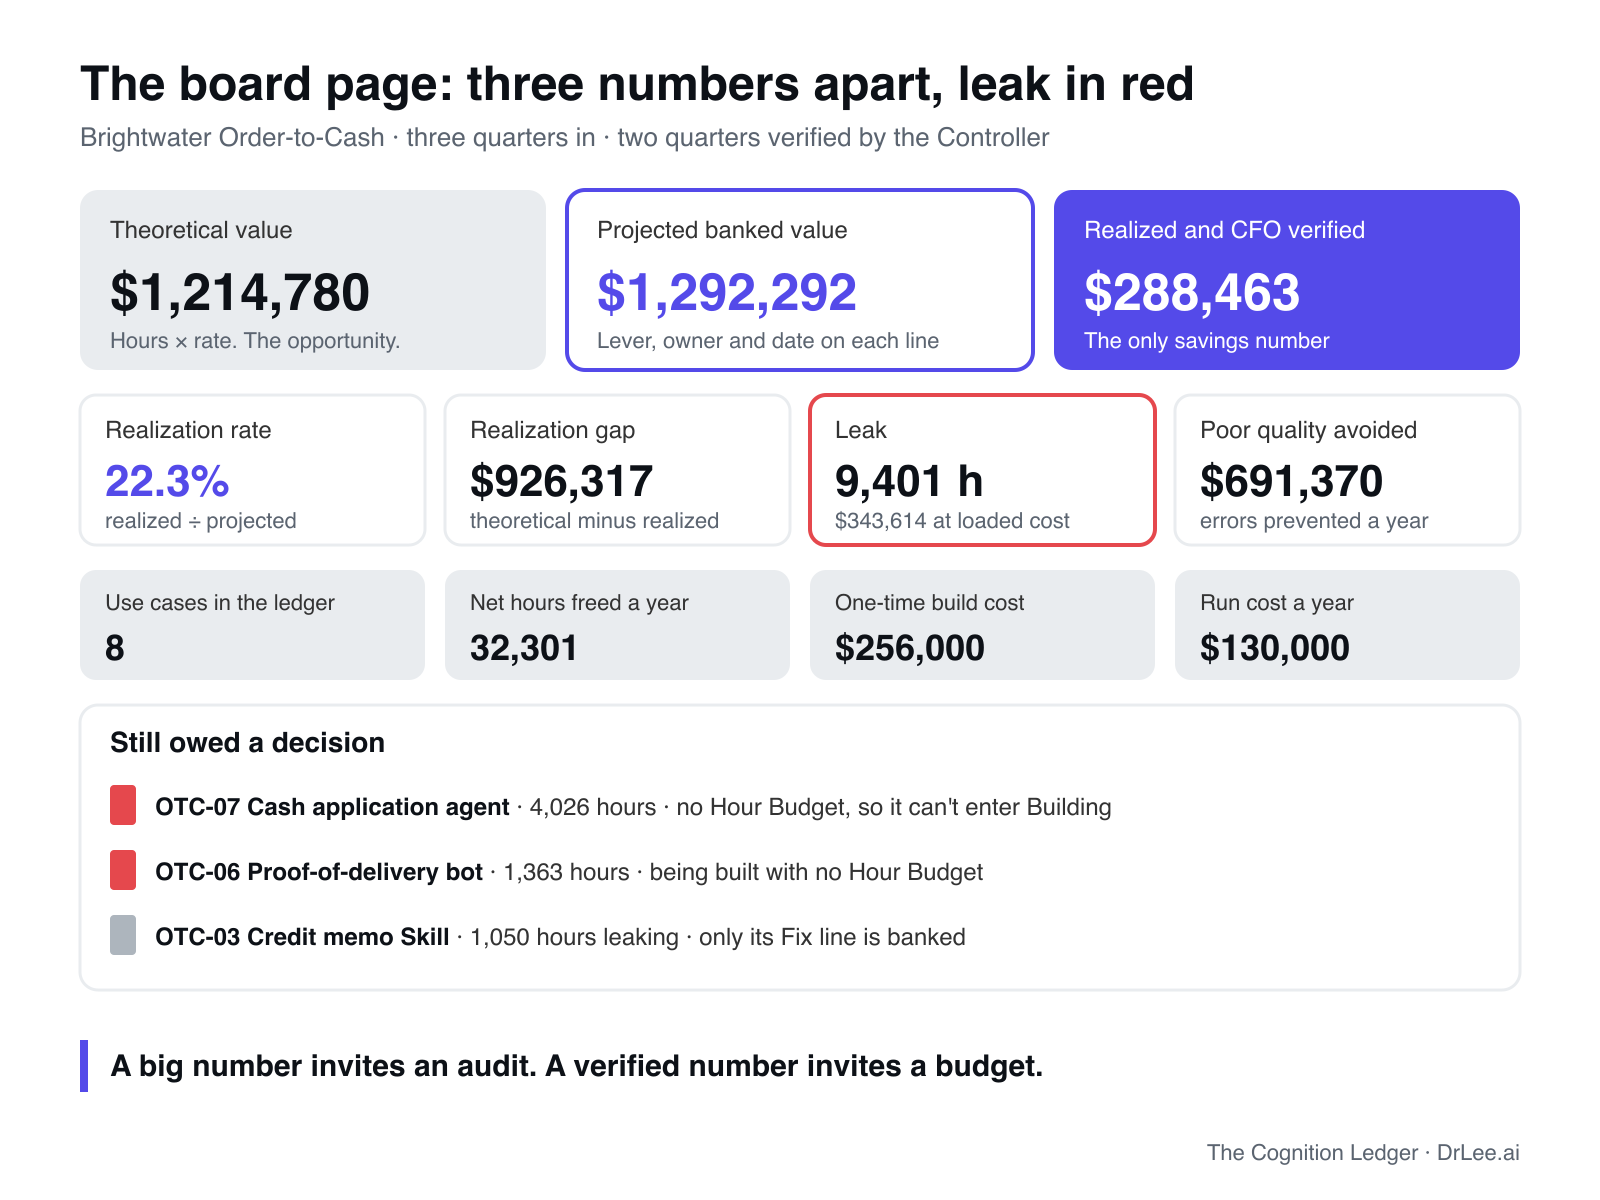 The board page: three numbers apart, leak in red
Brightwater Order-to-Cash · three quarters in · two quarters verified by the Controller
Theoretical value
$1,214,780
Hours × rate. The opportunity.
Projected banked value
$1,292,292
Lever, owner and date on each line
Realized and CFO verified
$288,463
The only savings number
Realization rate
22.3%
realized ÷ projected
Realization gap
$926,317
theoretical minus realized
Leak
9,401 h
$343,614 at loaded cost
Poor quality avoided
$691,370
errors prevented a year
Use cases in the ledger
8
Net hours freed a year
32,301
One-time build cost
$256,000
Run cost a year
$130,000
Still owed a decision
OTC-07 Cash application agent · 4,026 hours · no Hour Budget, so it can't enter Building
OTC-06 Proof-of-delivery bot · 1,363 hours · being built with no Hour Budget
OTC-03 Credit memo Skill · 1,050 hours leaking · only its Fix line is banked
A big number invites an audit. A verified number invites a budget.
The Cognition Ledger · DrLee.ai